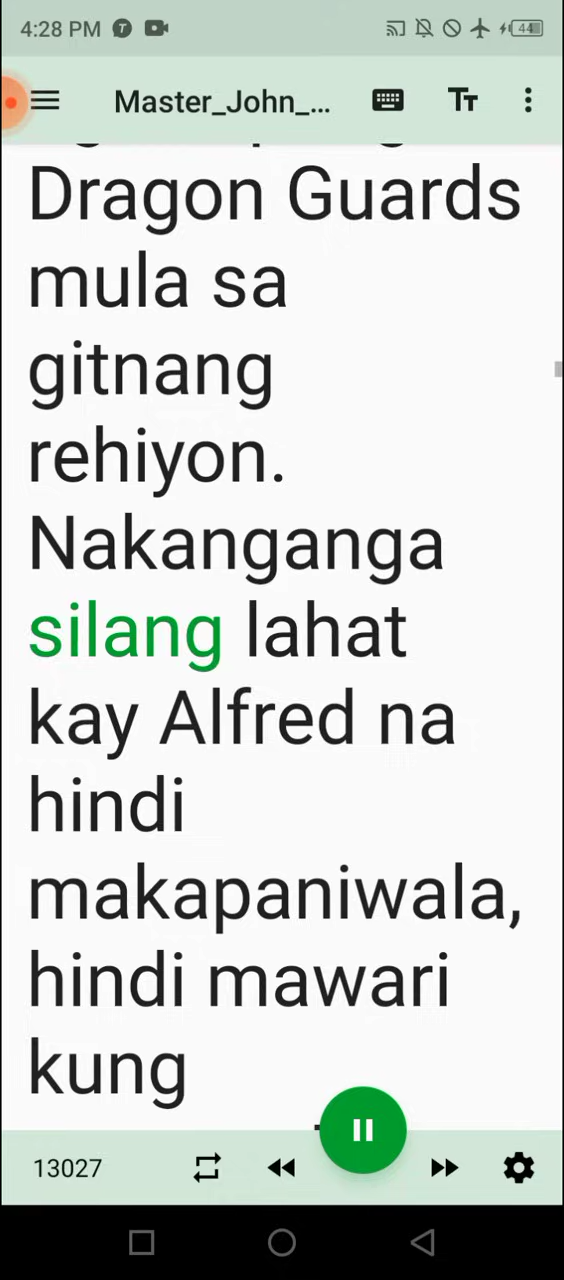 4:28 PM
44
Master_John_...
Dragon Guards
mula sa
gitnang
rehiyon.
Nakanganga
silang lahat
kay Alfred na
hindi
makapaniwala,
hindi mawari
kung
13027